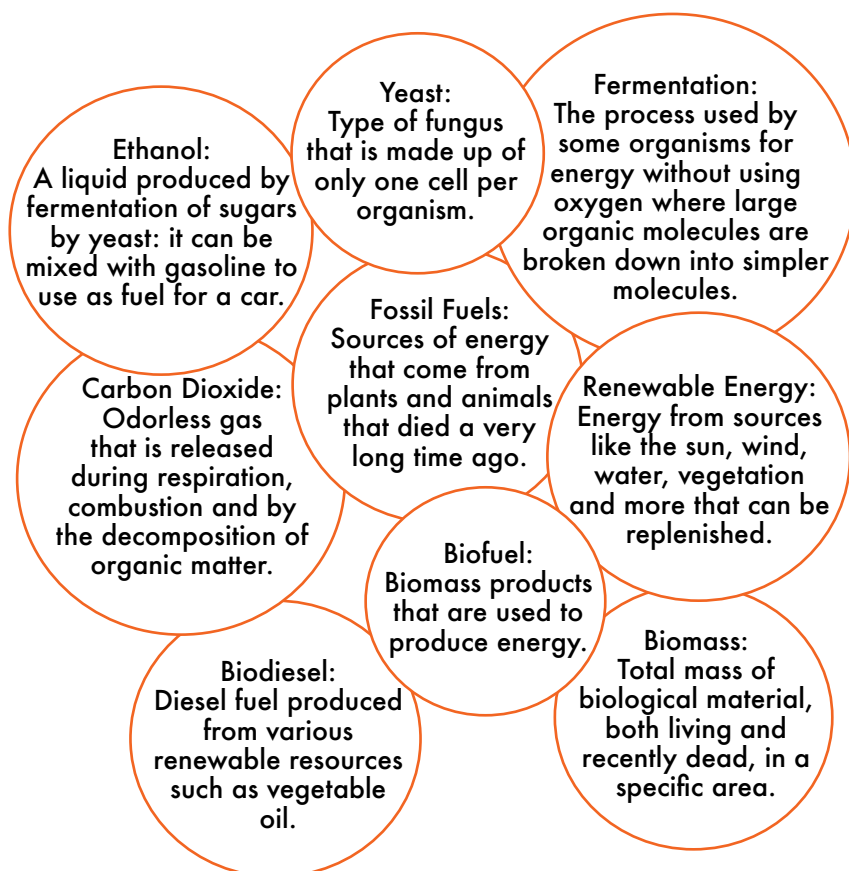 Yeast:
Type of fungus
that is made up of
only one cell per
organism.
Fermentation:
The process used by
some organisms for
energy without using
oxygen where large
organic molecules are
broken down into simpler
molecules.
Ethanol:
A liquid produced by
fermentation of sugars
by yeast: it can be
mixed with gasoline to
use as fuel for a car.
Fossil Fuels:
Sources of energy
that come from
plants and animals
that died a very
long time ago.
Carbon Dioxide:
Odorless gas
that is released
during respiration,
combustion and by
the decomposition of
organic matter.
Renewable Energy:
Energy from sources
like the sun, wind,
water, vegetation
and more that can be
replenished.
Biofuel:
Biomass products
that are used to
produce energy.
Biodiesel:
Diesel fuel produced
from various
renewable resources
such as vegetable
oil.
Biomass:
Total mass of
biological material,
both living and
recently dead, in a
specific area.